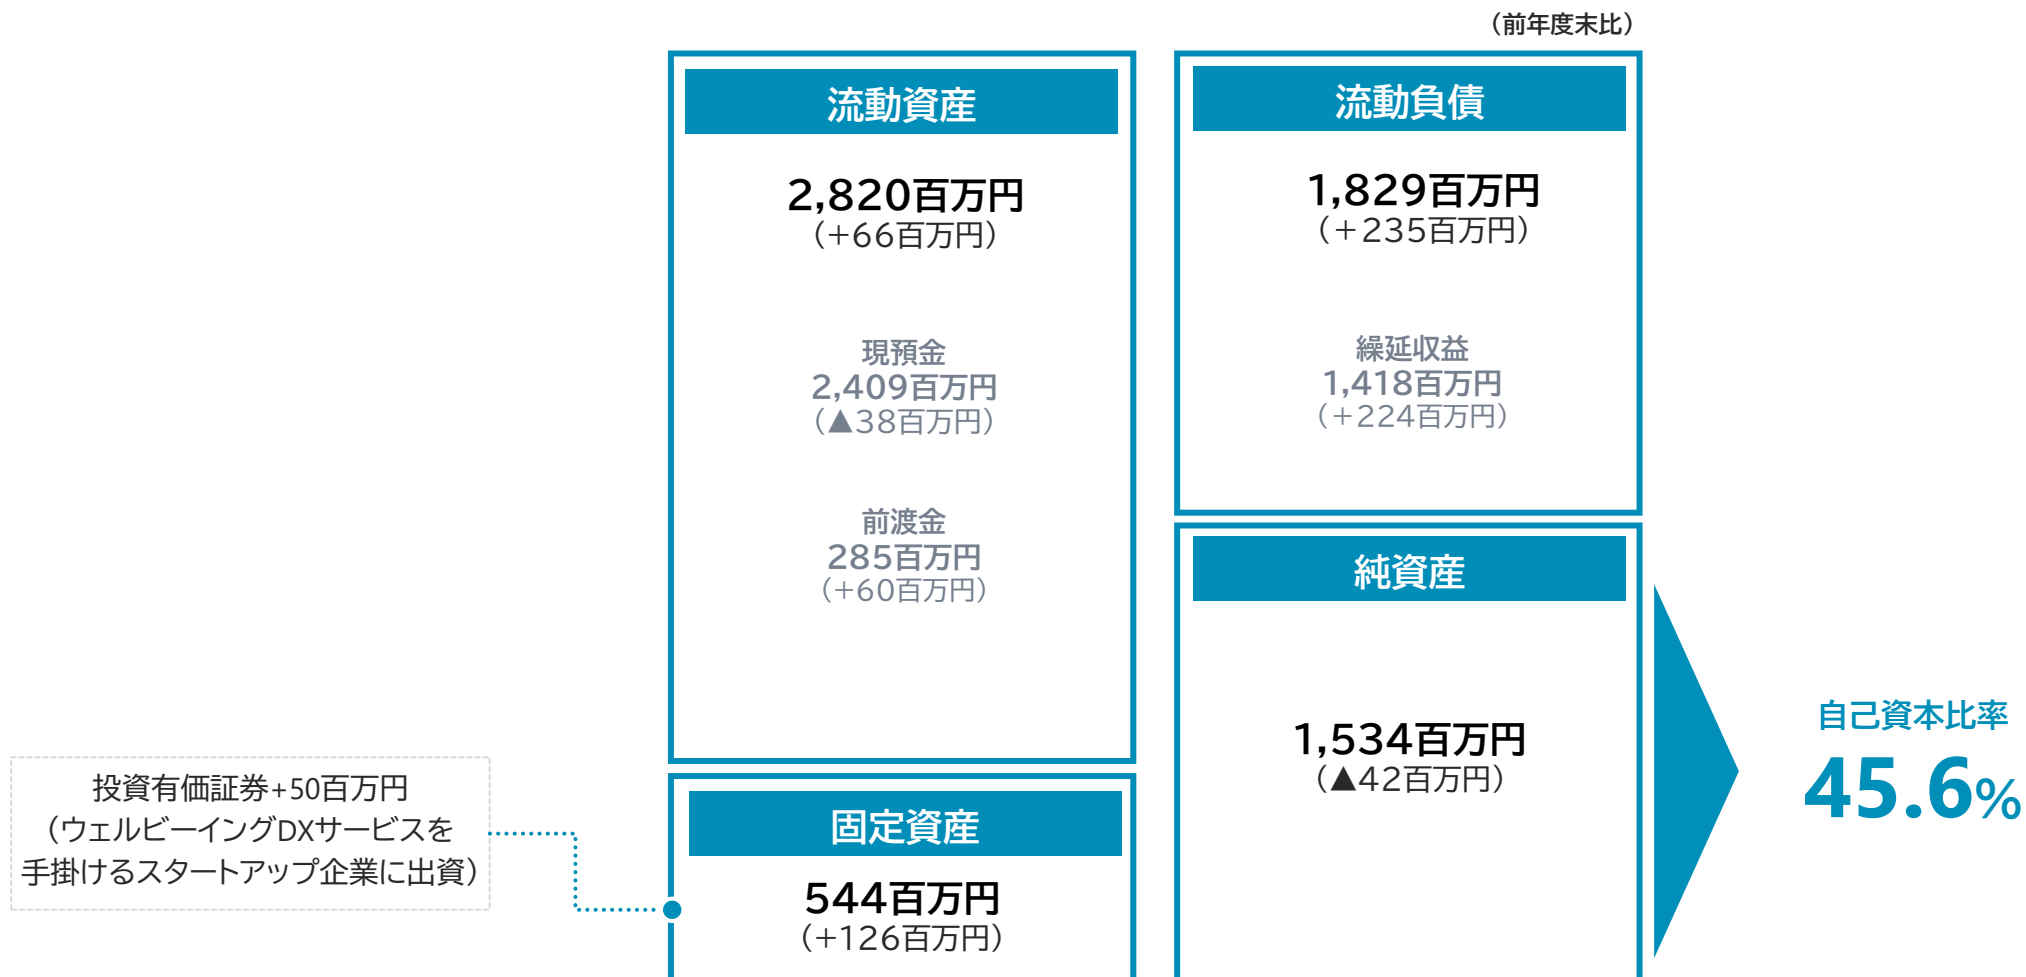 （前年度末比）
流動資産
2,820百万円
（+66百万円）
現預金
2,409百万円
（▲38百万円）
前渡金
285百万円
（+60百万円）
流動負債
1,829百万円
（＋235百万円）
繰延収益
1,418百万円
（＋224百万円）
純資産
1,534百万円
（▲42百万円）
自己資本比率
45.6%
投資有価証券+50百万円
（ウェルビーイングDXサービスを
手掛けるスタートアップ企業に出資）
固定資産
544百万円
（+126百万円）